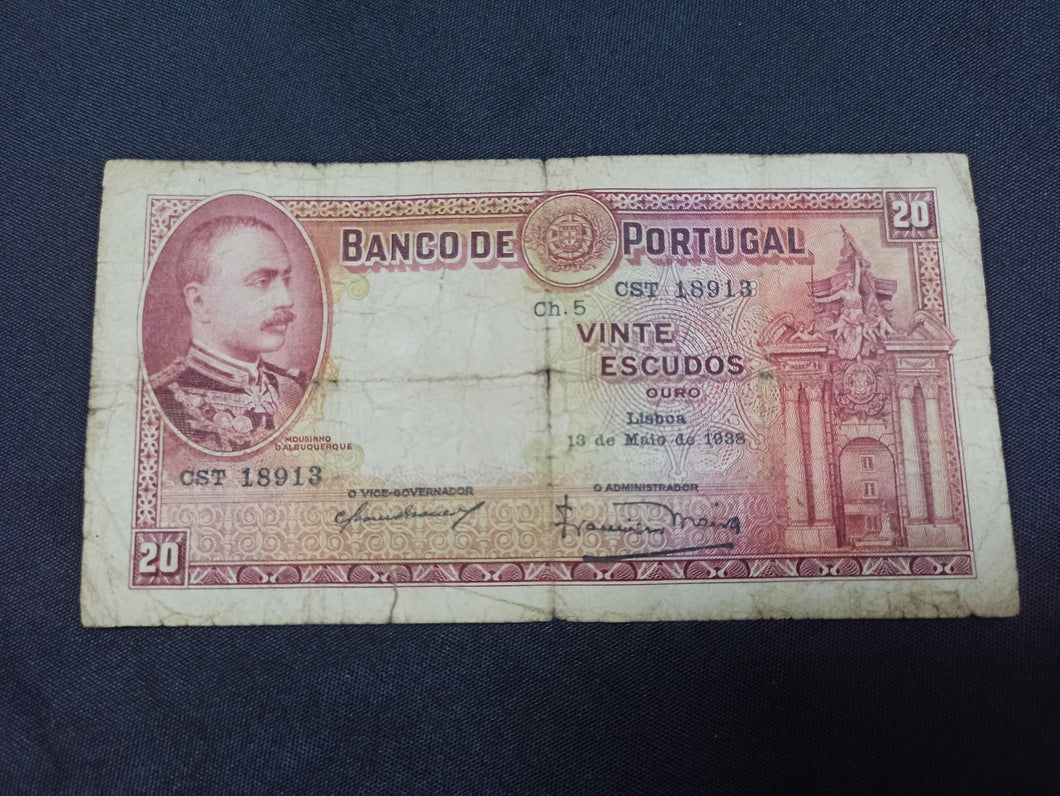 20
BANCO DE PORTUGAL
CST 18913
Ch. 5
VINTE
ESCUDOS
OURO
Lisboa
13 de Maio de 1938
MOUSINHO
D'ALBUQUERQUE
CST 18913
O VICE-GOVERNADOR
O ADMINISTRADOR
20